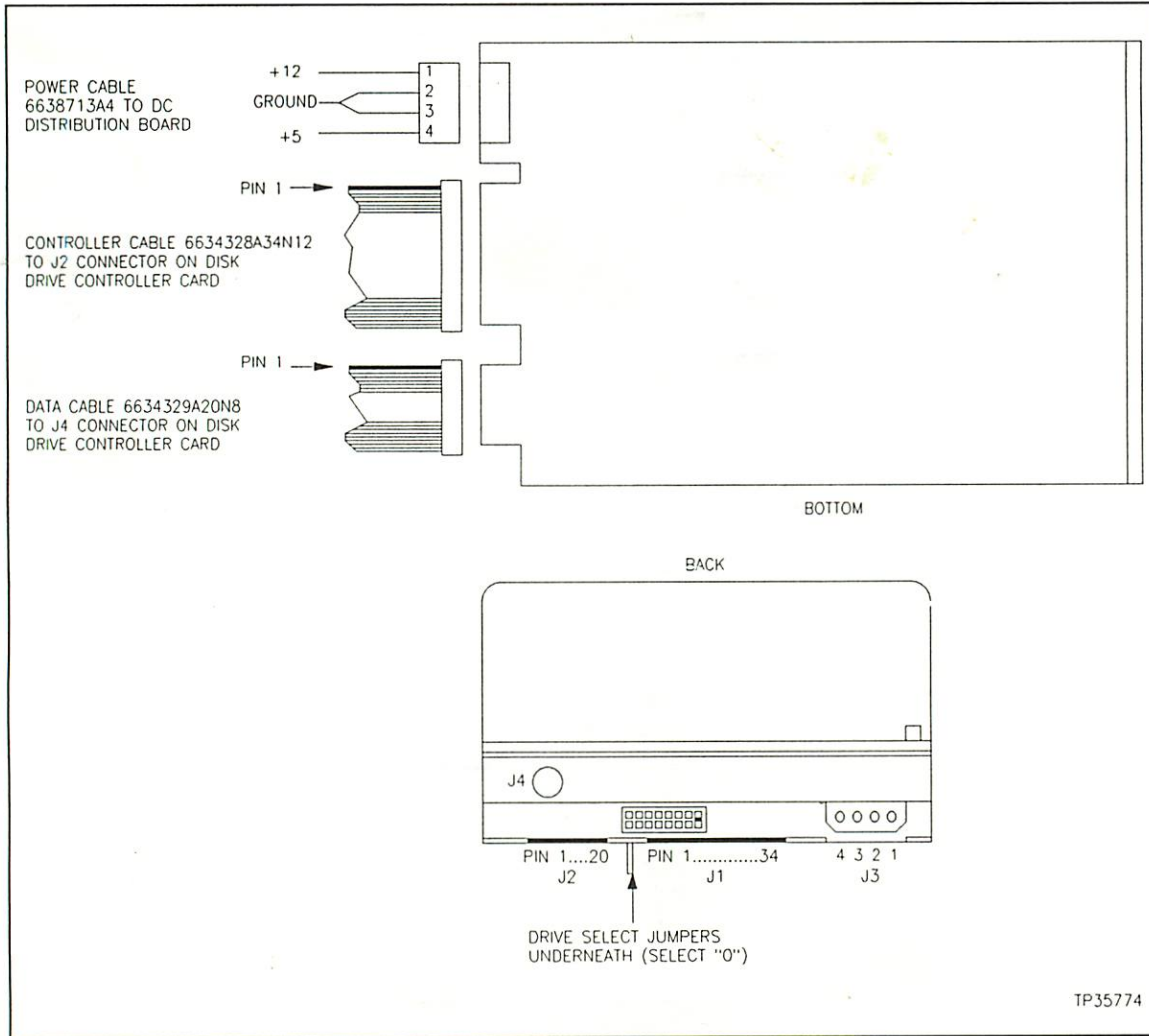 POWER CABLE
6638713A4 TO DC
DISTRIBUTION BOARD
+12
GROUND
+5
1
2
3
4
PIN 1
CONTROLLER CABLE 6634328A34N12
TO J2 CONNECTOR ON DISK
DRIVE CONTROLLER CARD
PIN 1
DATA CABLE 6634329A20N8
TO J4 CONNECTOR ON DISK
DRIVE CONTROLLER CARD
BOTTOM
BACK
J4
PIN 1....20
J2
PIN 1.............34
J1
4 3 2 1
J3
DRIVE SELECT JUMPERS
UNDERNEATH (SELECT "0")
TP35774